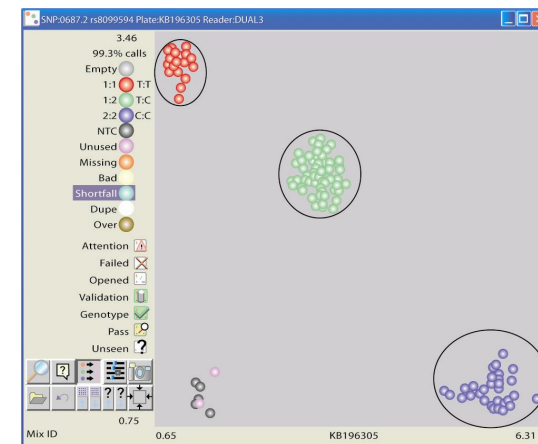 SNP:0687.2 rs8099594 Plate:KB196305 Reader:DUAL3
3.46
99.3% calls
Empty
1:1 T:T
1:2 T:C
2:2 C:C
NTC
Unused
Missing
Bad
Shortfall
Dupe
Over
Attention
Failed
Opened
Validation
Genotype
Pass
Unseen ?
? ? ?
0.75
Mix ID 0.65 KB196305 6.31